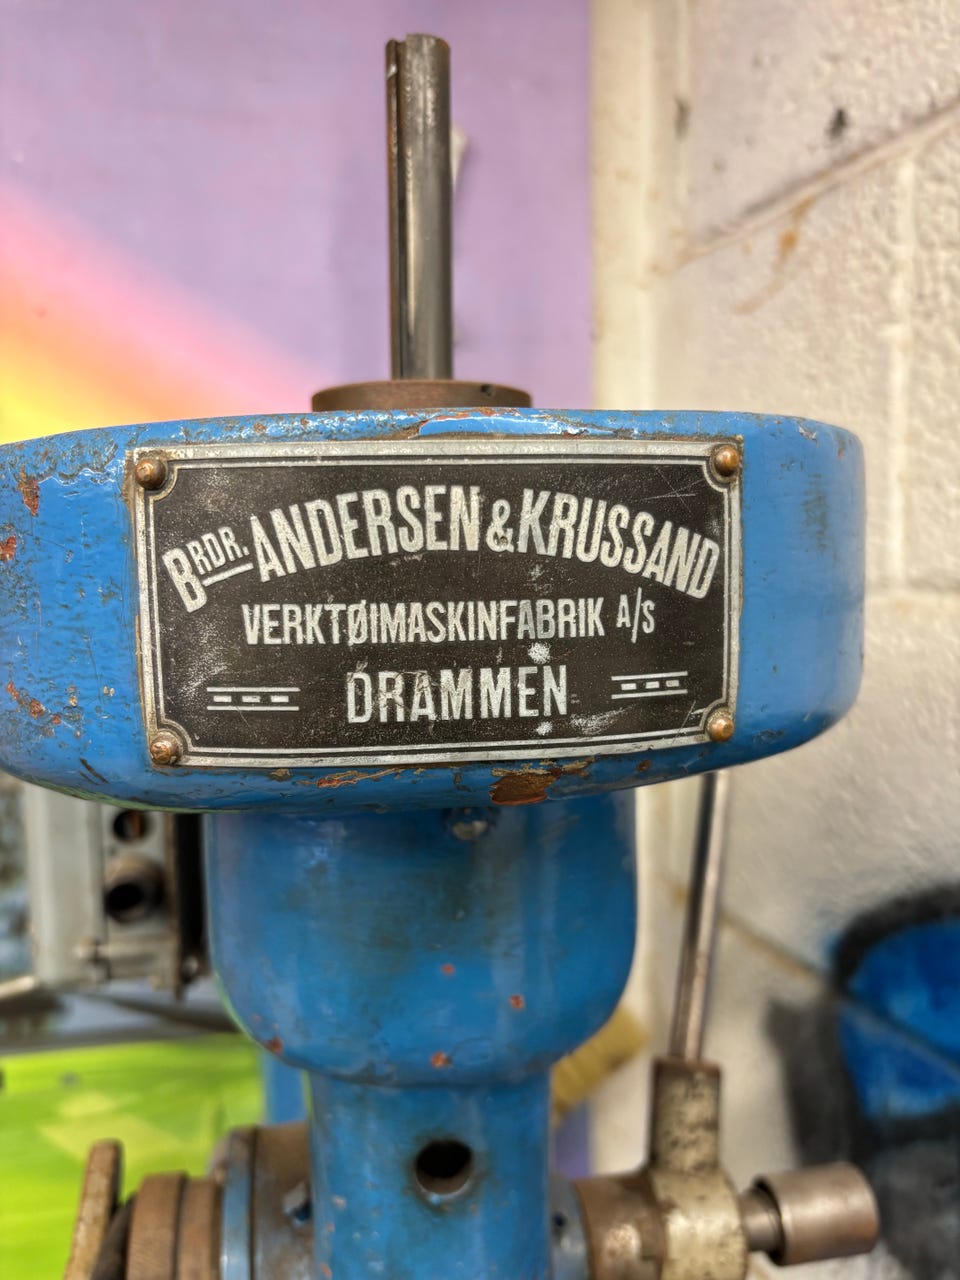 BRDR. ANDERSEN & KRUSSAND
VERKTØIMASKINFABRIK A/S
DRAMMEN